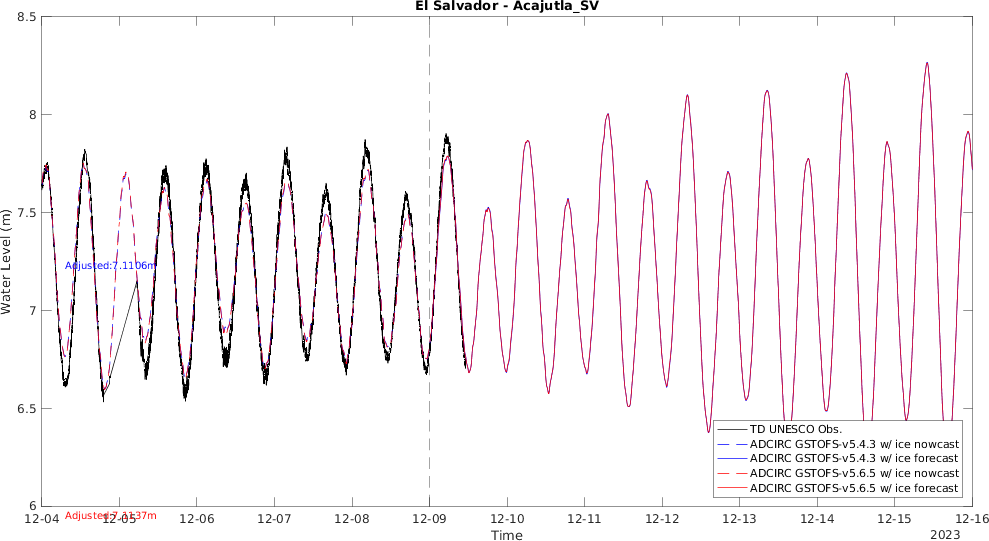 El Salvador - Acajutla_SV
8.5
8
7.5
7
6.5
6
Water Level (m)
Adjusted:7.1106m
Adjusted:7.1137m
TD UNESCO Obs.
ADCIRC GSTOFS-v5.4.3 w/ ice nowcast
ADCIRC GSTOFS-v5.4.3 w/ ice forecast
ADCIRC GSTOFS-v5.6.5 w/ ice nowcast
ADCIRC GSTOFS-v5.6.5 w/ ice forecast
12-04 12-05 12-06 12-07 12-08 12-09 12-10 12-11 12-12 12-13 12-14 12-15 12-16
Time
2023